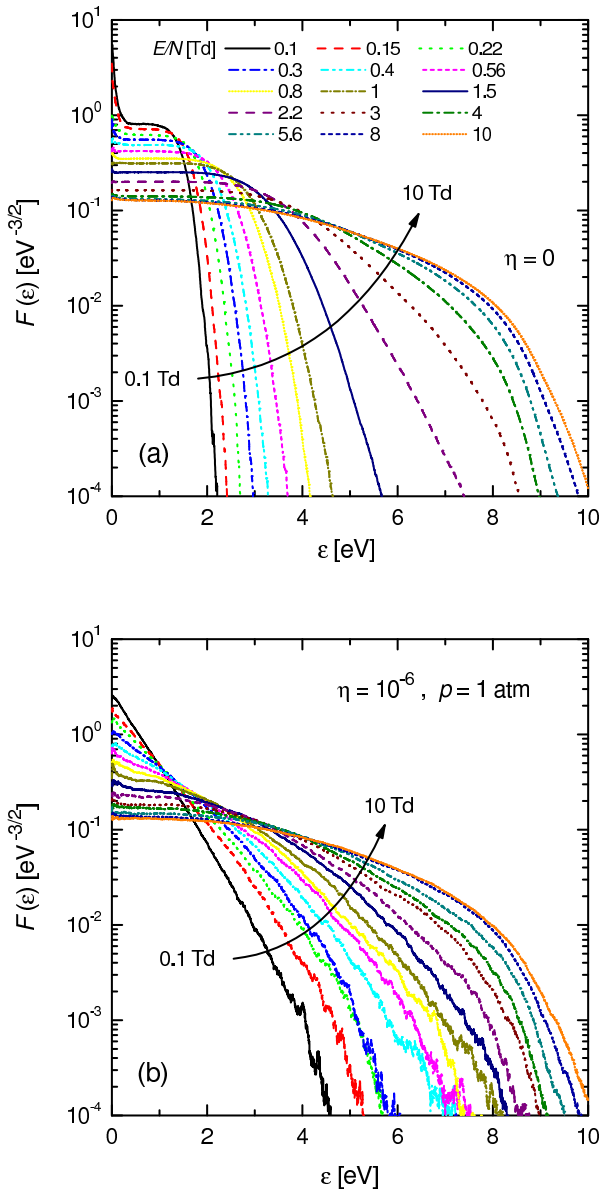 E/N [Td] 0.1 0.15 0.22
0.3 0.4 0.56
0.8 1 1.5
2.2 3 4
5.6 8 10
10¹
10⁰
10⁻¹
10⁻²
10⁻³
10⁻⁴
F (ε) [eV⁻³ᐟ²]
10 Td
η = 0
0.1 Td
(a)
0 2 4 6 8 10
ε [eV]
10¹
10⁰
10⁻¹
10⁻²
10⁻³
10⁻⁴
F(ε) [eV⁻³ᐟ²]
η = 10⁻⁶ , p = 1 atm
10 Td
0.1 Td
(b)
0 2 4 6 8 10
ε [eV]